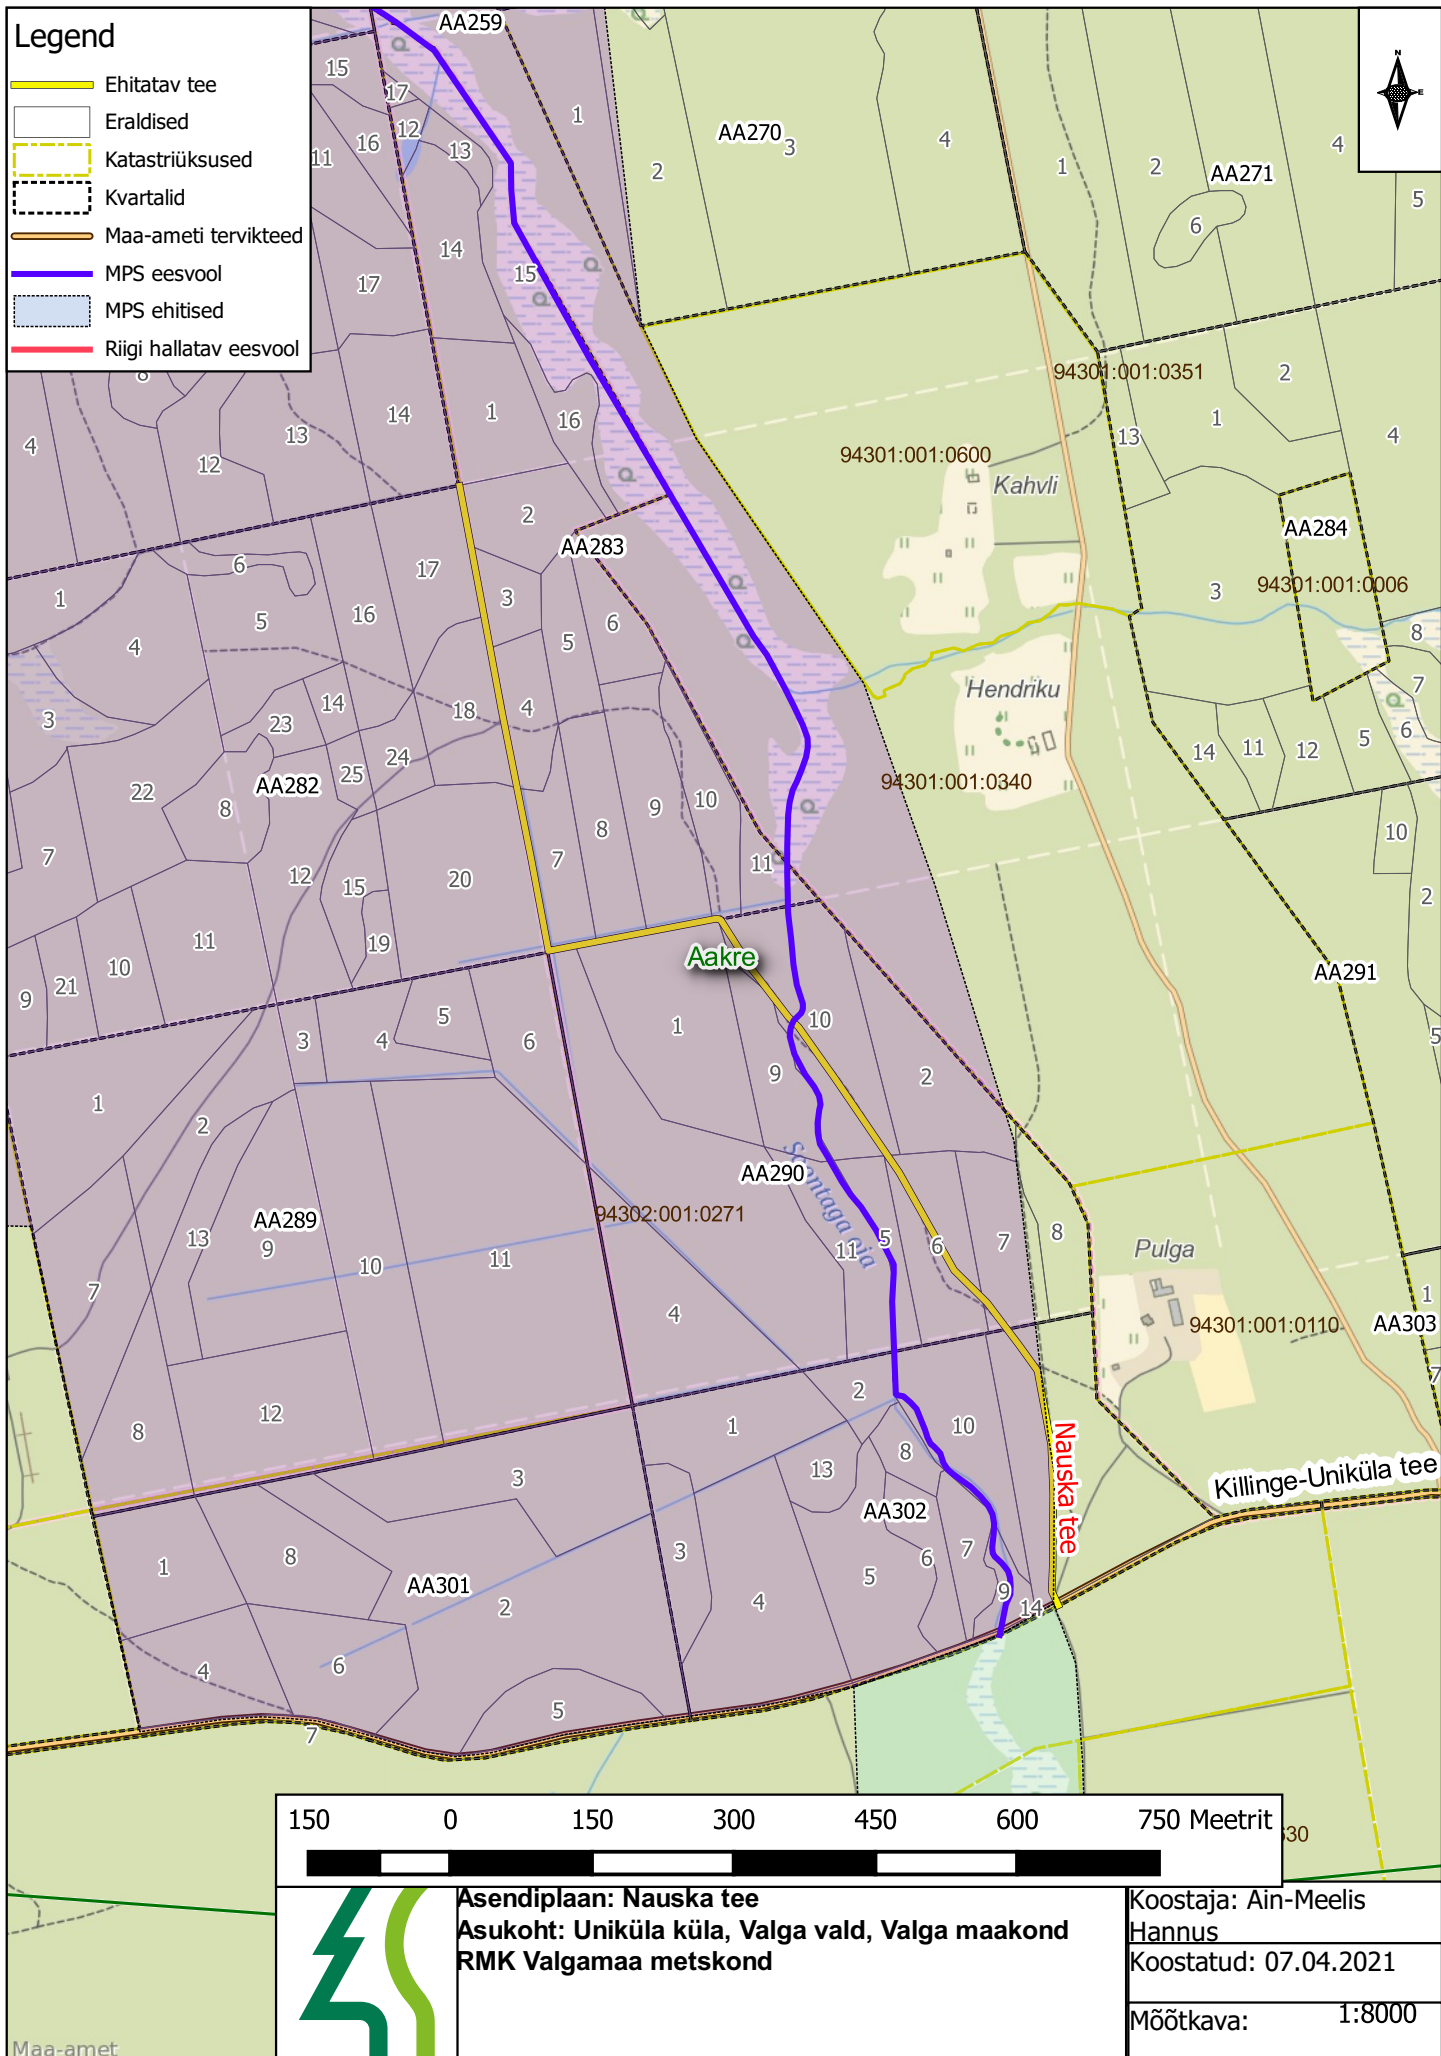 Legend
Ehitatav tee
Eraldised
Katastriüksused
Kvartalid
Maa-ameti tervikteed
MPS eesvool
MPS ehitised
Riigi hallatav eesvool
AA259
AA270
AA271
94301:001:0351
94301:001:0600
Kahvli
AA284
AA283
94301:001:0006
Hendriku
94301:001:0340
AA282
Aakre
AA291
AA290
Soontaga oja
94302:001:0271
AA289
Pulga
94301:001:0110
AA303
Nauska tee
Killinge-Uniküla tee
AA302
AA301
150 0 150 300 450 600 750 Meetrit
630
Asendiplaan: Nauska tee
Asukoht: Uniküla küla, Valga vald, Valga maakond
RMK Valgamaa metskond
Koostaja: Ain-Meelis
Hannus
Koostatud: 07.04.2021
Mõõtkava: 1:8000
Maa-amet